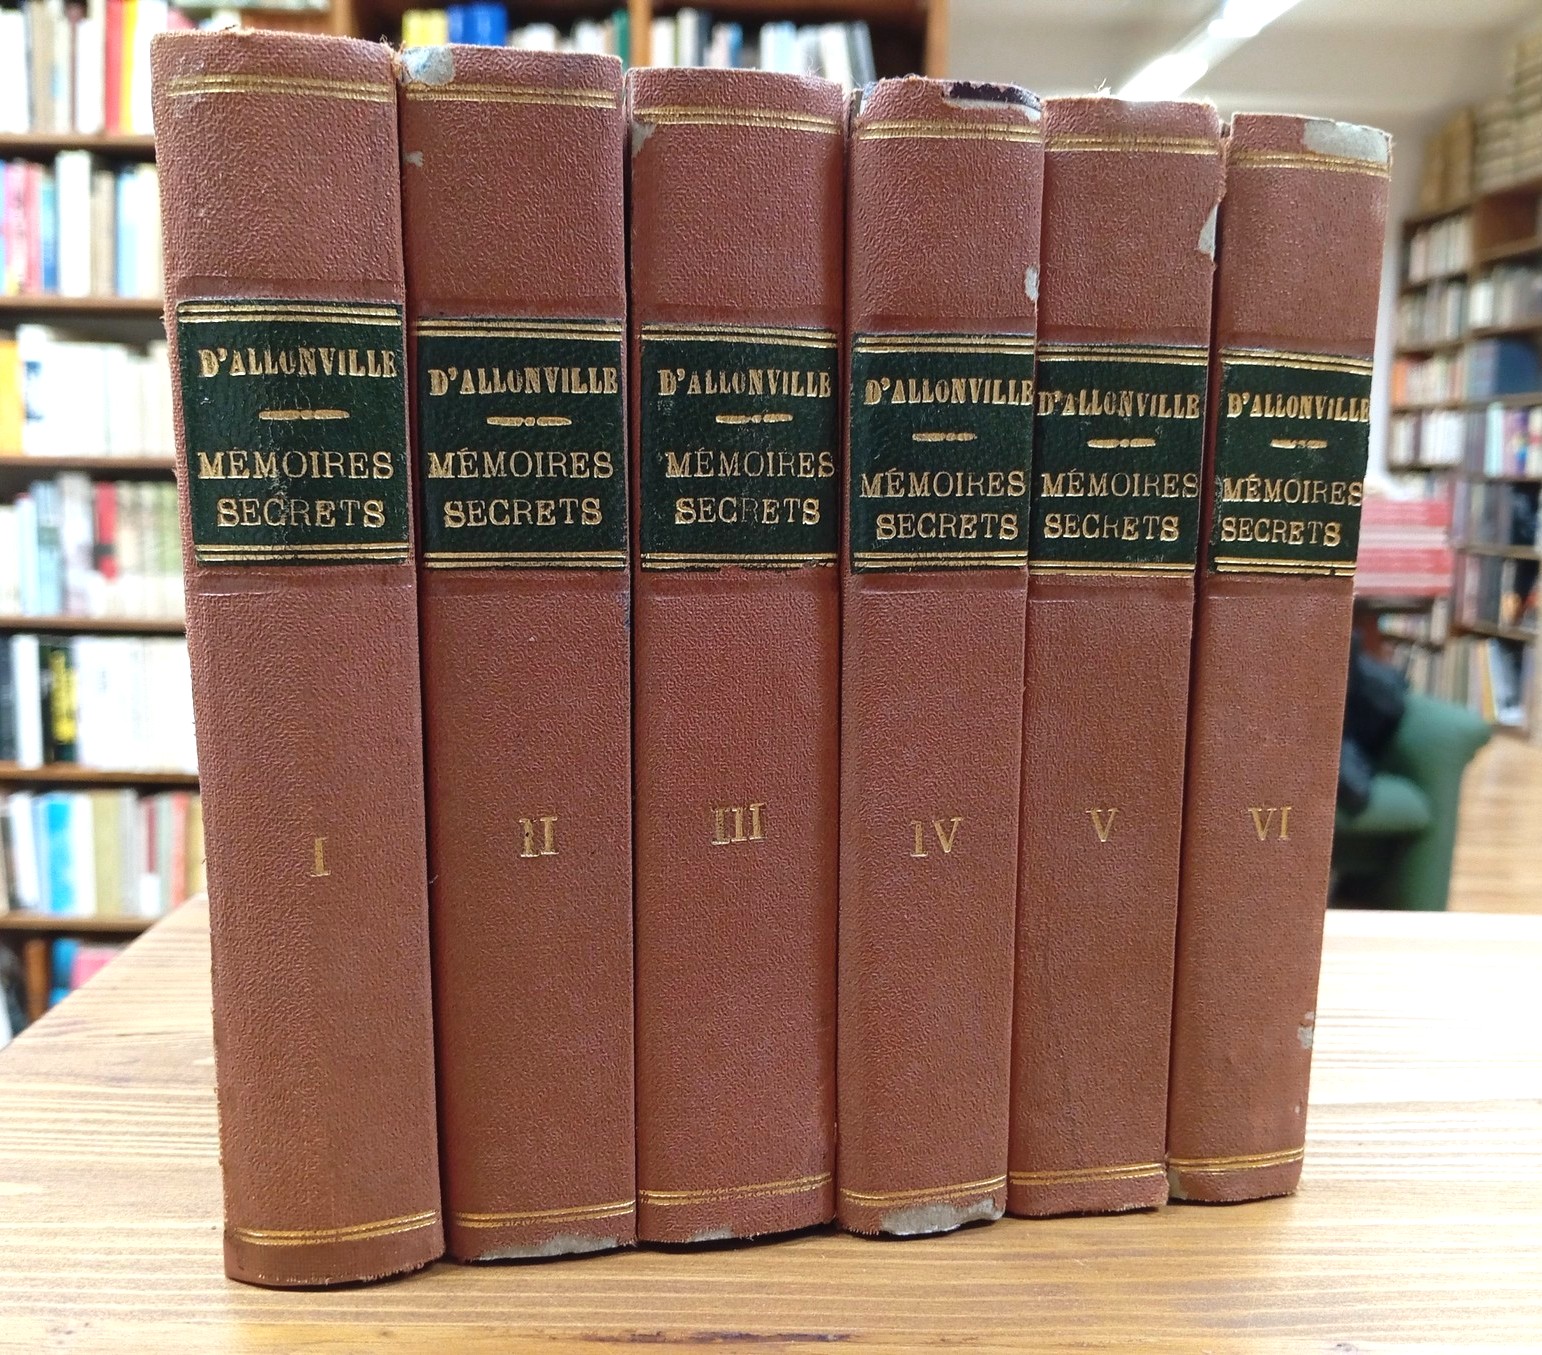 D'ALLONVILLE
MÉMOIRES
SECRETS
I
D'ALLONVILLE
MÉMOIRES
SECRETS
II
D'ALLONVILLE
MÉMOIRES
SECRETS
III
D'ALLONVILLE
MÉMOIRES
SECRETS
IV
D'ALLONVILLE
MÉMOIRES
SECRETS
V
D'ALLONVILLE
MÉMOIRES
SECRETS
VI